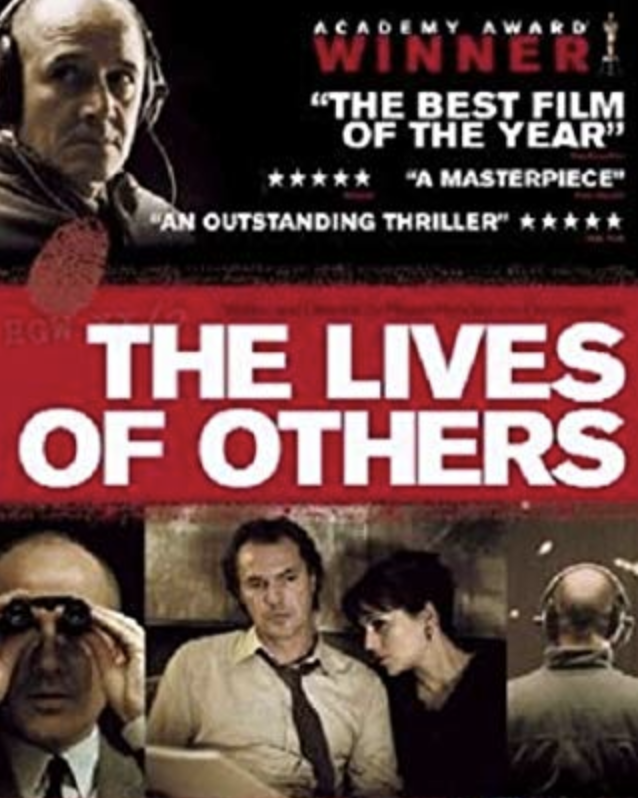 ACADEMY AWARD
WINNER
“THE BEST FILM
OF THE YEAR”
★★★★★ “A MASTERPIECE”
“AN OUTSTANDING THRILLER” ★★★★★
THE LIVES
OF OTHERS